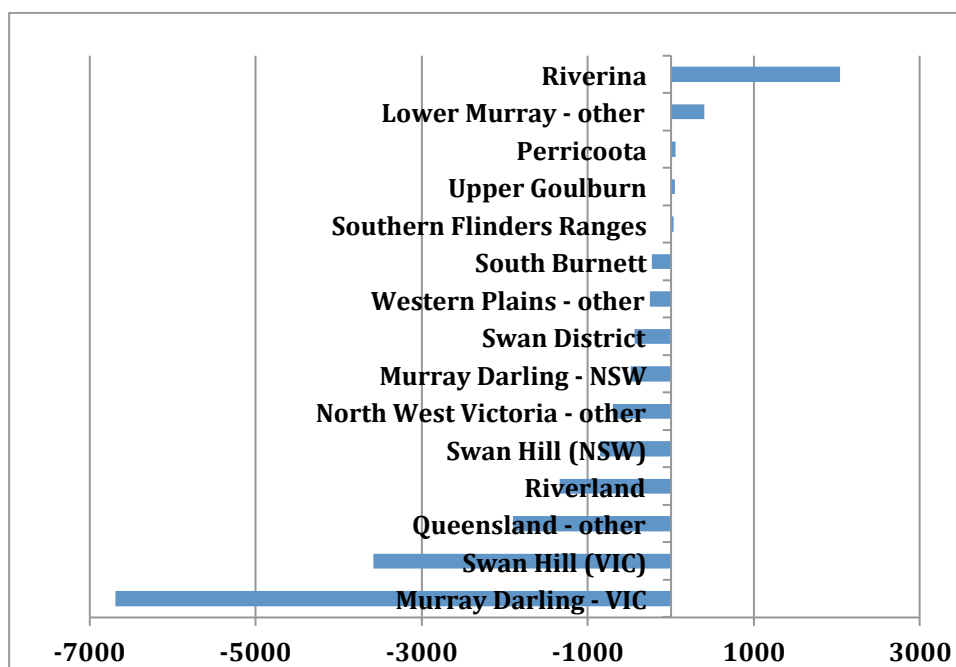 Riverina
Lower Murray - other
Perricoota
Upper Goulburn
Southern Flinders Ranges
South Burnett
Western Plains - other
Swan District
Murray Darling - NSW
North West Victoria - other
Swan Hill (NSW)
Riverland
Queensland - other
Swan Hill (VIC)
Murray Darling - VIC
-7000 -5000 -3000 -1000 1000 3000